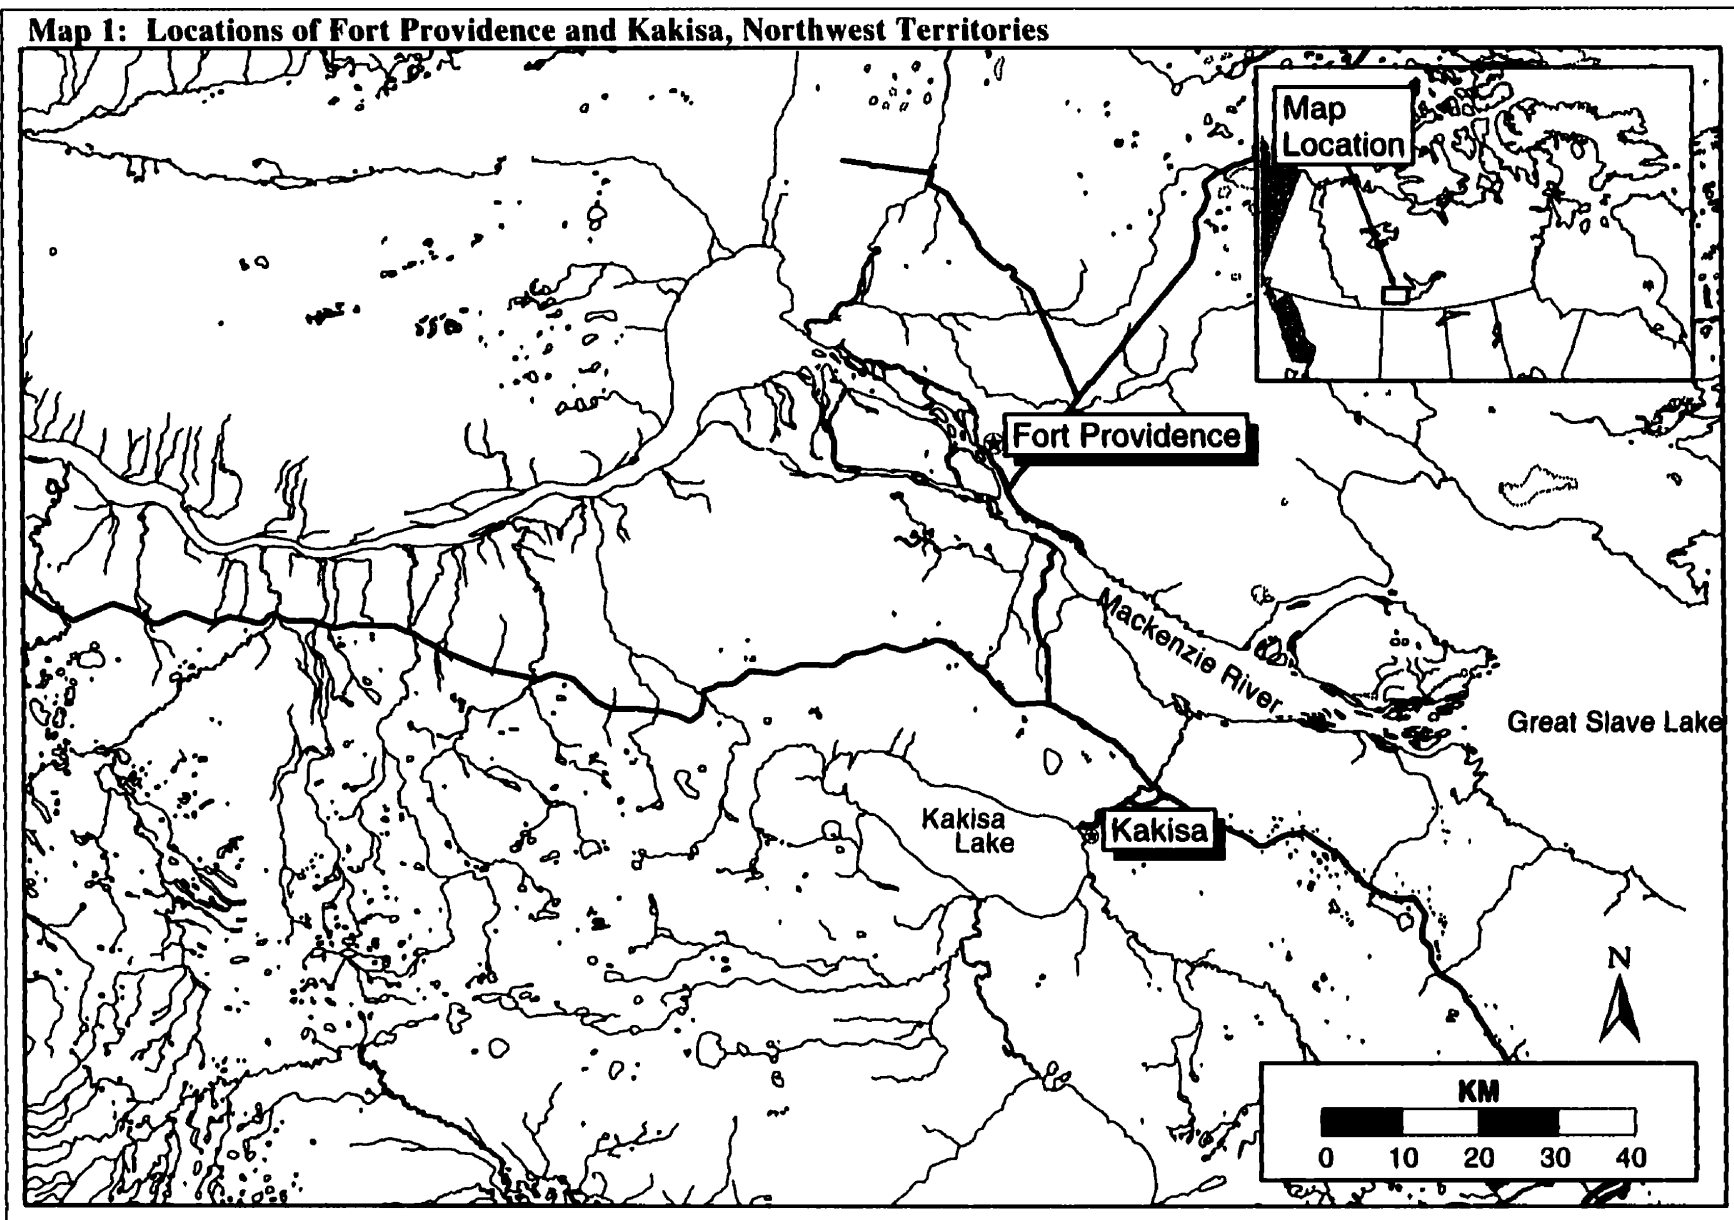 Map 1: Locations of Fort Providence and Kakisa, Northwest Territories
Map
Location
Fort Providence
Mackenzie River
Great Slave Lake
Kakisa
Lake
Kakisa
N
KM
0 10 20 30 40